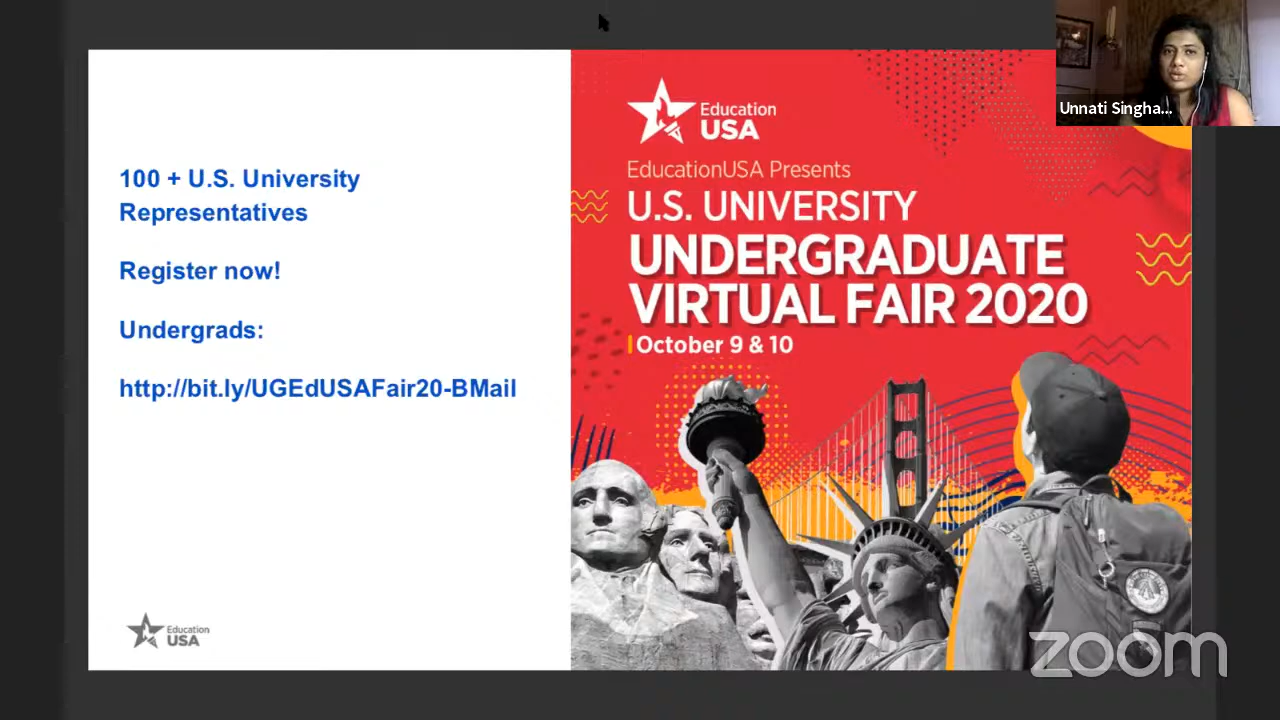 100 + U.S. University
Representatives
Register now!
Undergrads:
http://bit.ly/UGEdUSAFair20-BMail
Education
USA
Education
USA
EducationUSA Presents
U.S. UNIVERSITY
UNDERGRADUATE
VIRTUAL FAIR 2020
October 9 & 10
Unnati Singha...
zoom